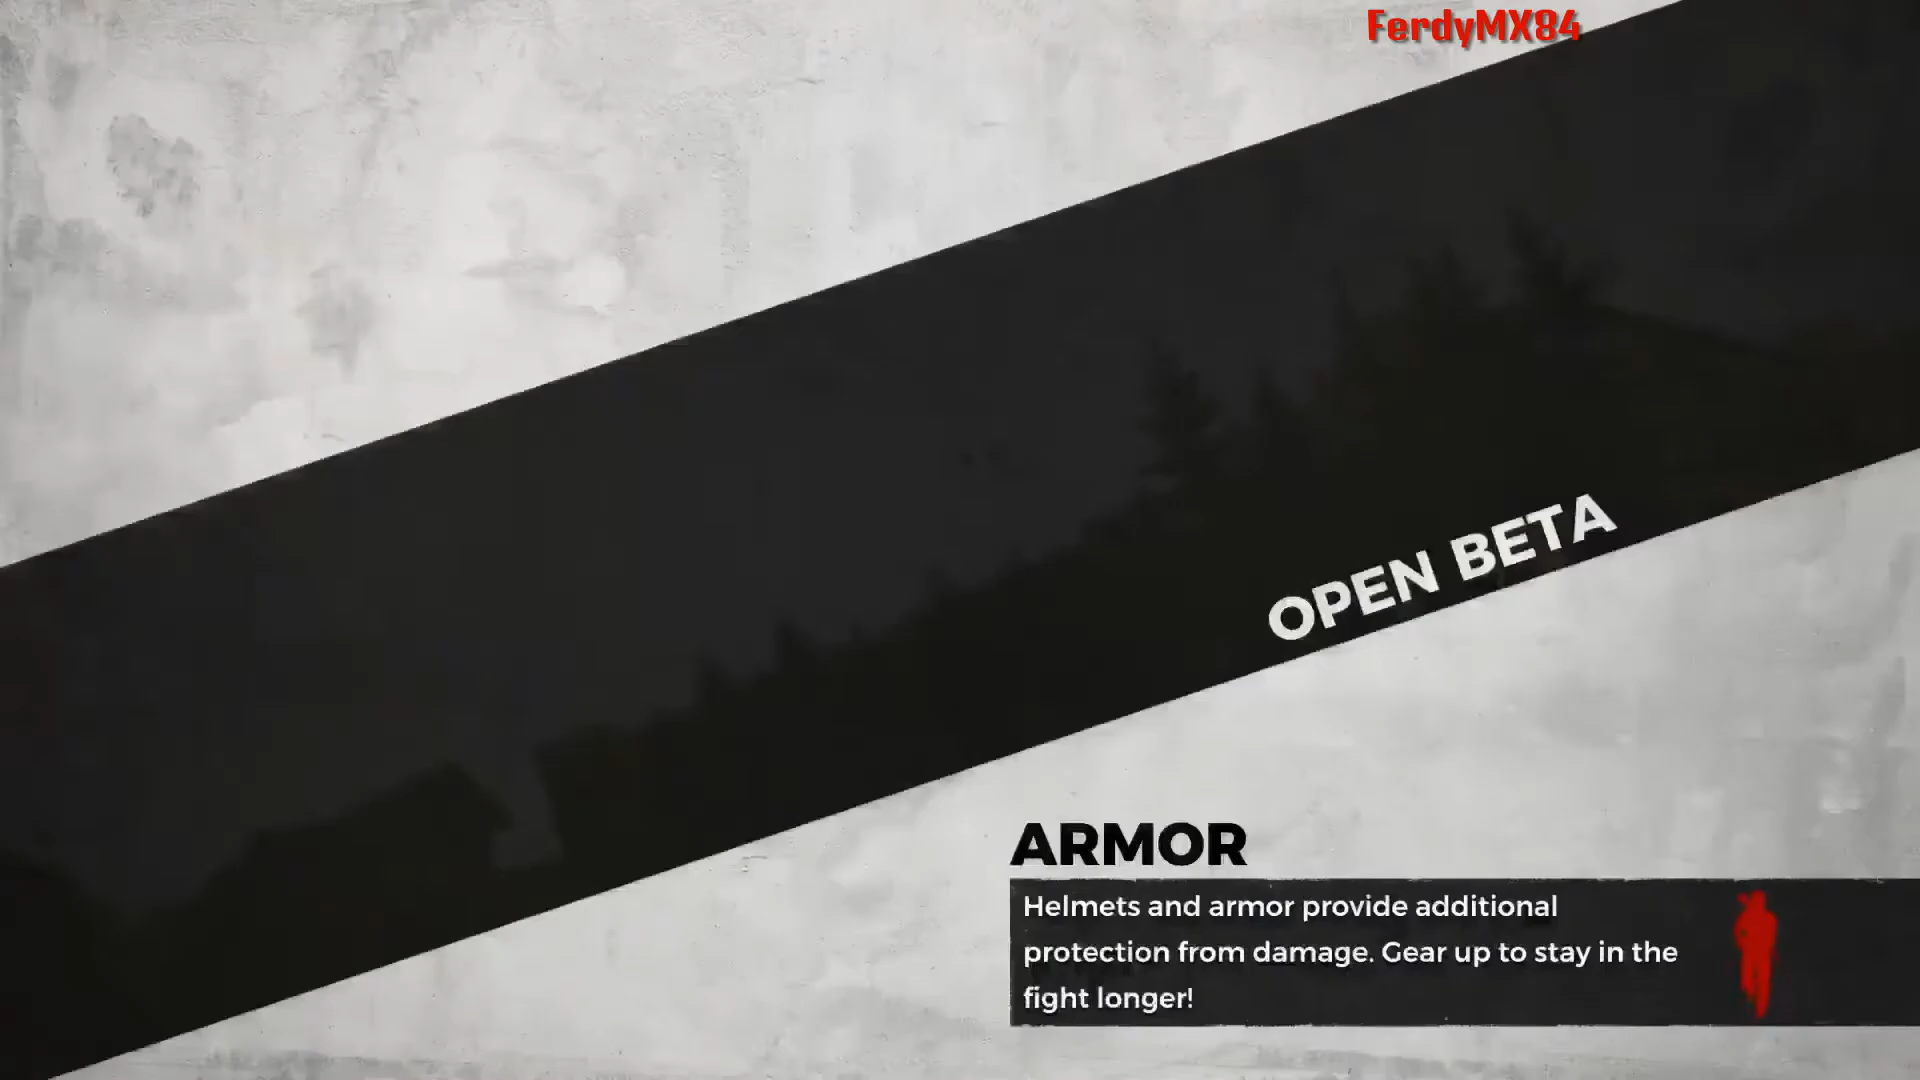 FerdyMX84
OPEN BETA
ARMOR
Helmets and armor provide additional
protection from damage. Gear up to stay in the
fight longer!